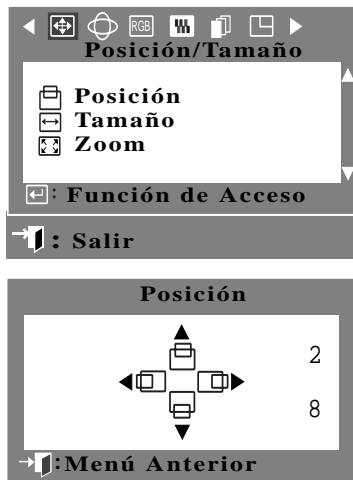 RGB
Posición/Tamaño
Posición
Tamaño
Zoom
: Función de Acceso
: Salir
Posición
2
8
:Menú Anterior